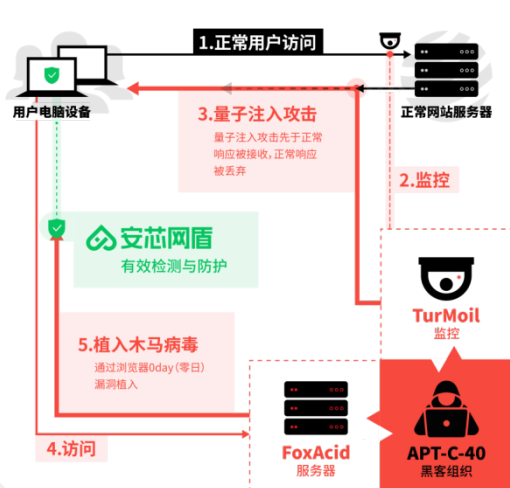 1.正常用户访问
用户电脑设备
正常网站服务器
3.量子注入攻击
量子注入攻击先于正常
响应被接收，正常响应
被丢弃
2.监控
安芯网盾
有效检测与防护
TurMoil
监控
5.植入木马病毒
通过浏览器0day（零日）
漏洞植入
4.访问
FoxAcid
服务器
APT-C-40
黑客组织